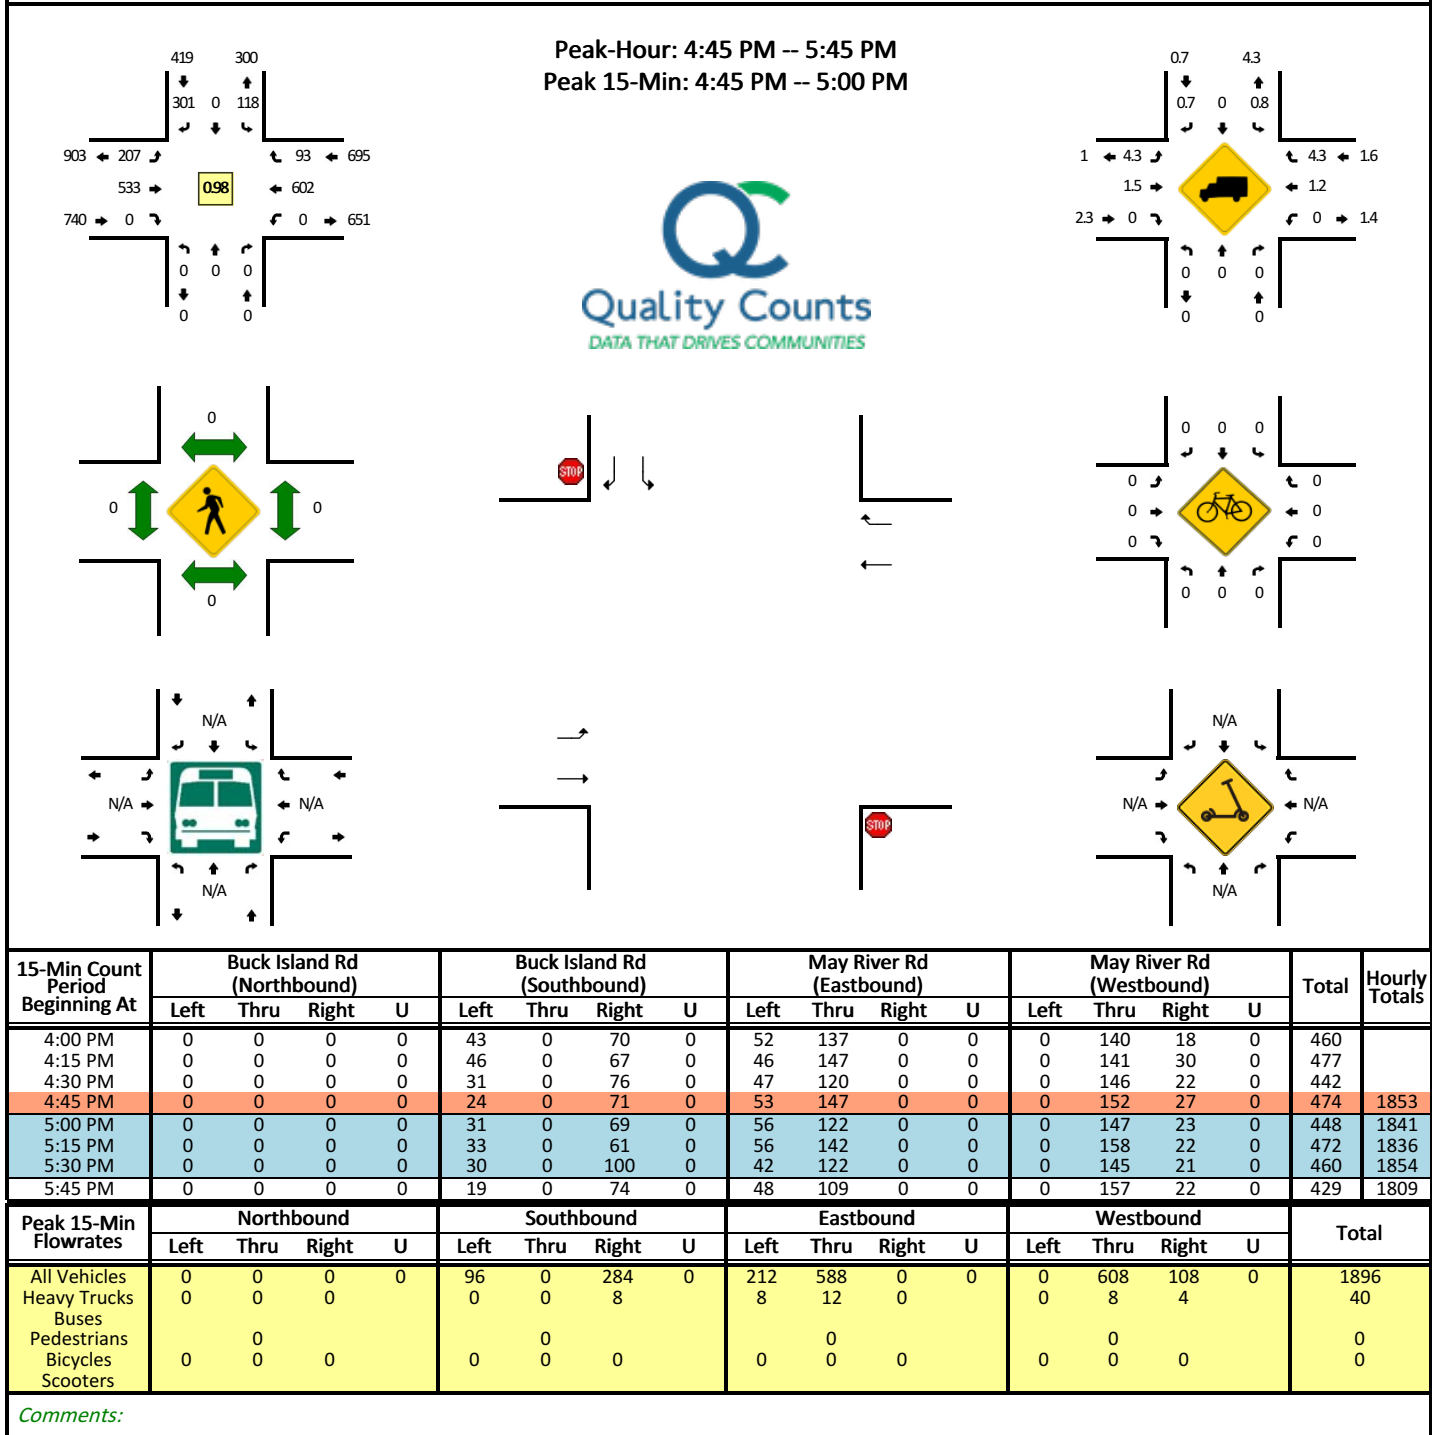 Peak-Hour: 4:45 PM -- 5:45 PM
Peak 15-Min: 4:45 PM -- 5:00 PM
419 300
301 0 118
903 207 93 695
533 0.98 602
740 0 0 651
0 0 0
0 0
0.7 4.3
0.7 0 0.8
1 4.3 4.3 1.6
1.5 1.2
2.3 0 0 1.4
0 0 0
0 0
Quality Counts
DATA THAT DRIVES COMMUNITIES
0
0 0
0
STOP
STOP
0 0 0
0 0
0 0
0 0
0 0 0
N/A
N/A N/A
N/A
N/A
N/A N/A
N/A
15-Min Count Period Beginning At Buck Island Rd (Northbound) Buck Island Rd (Southbound) May River Rd (Eastbound) May River Rd (Westbound) Total Hourly Totals
Left Thru Right U Left Thru Right U Left Thru Right U Left Thru Right U
4:00 PM 0 0 0 0 43 0 70 0 52 137 0 0 0 140 18 0 460
4:15 PM 0 0 0 0 46 0 67 0 46 147 0 0 0 141 30 0 477
4:30 PM 0 0 0 0 31 0 76 0 47 120 0 0 0 146 22 0 442
4:45 PM 0 0 0 0 24 0 71 0 53 147 0 0 0 152 27 0 474 1853
5:00 PM 0 0 0 0 31 0 69 0 56 122 0 0 0 147 23 0 448 1841
5:15 PM 0 0 0 0 33 0 61 0 56 142 0 0 0 158 22 0 472 1836
5:30 PM 0 0 0 0 30 0 100 0 42 122 0 0 0 145 21 0 460 1854
5:45 PM 0 0 0 0 19 0 74 0 48 109 0 0 0 157 22 0 429 1809
Peak 15-Min Flowrates Northbound Southbound Eastbound Westbound Total
Left Thru Right U Left Thru Right U Left Thru Right U Left Thru Right U
All Vehicles 0 0 0 0 96 0 284 0 212 588 0 0 0 608 108 0 1896
Heavy Trucks 0 0 0 0 0 8 8 12 0 0 8 4 40
Buses
Pedestrians 0 0 0 0 0
Bicycles 0 0 0 0 0 0 0 0 0 0 0 0 0
Scooters
Comments: